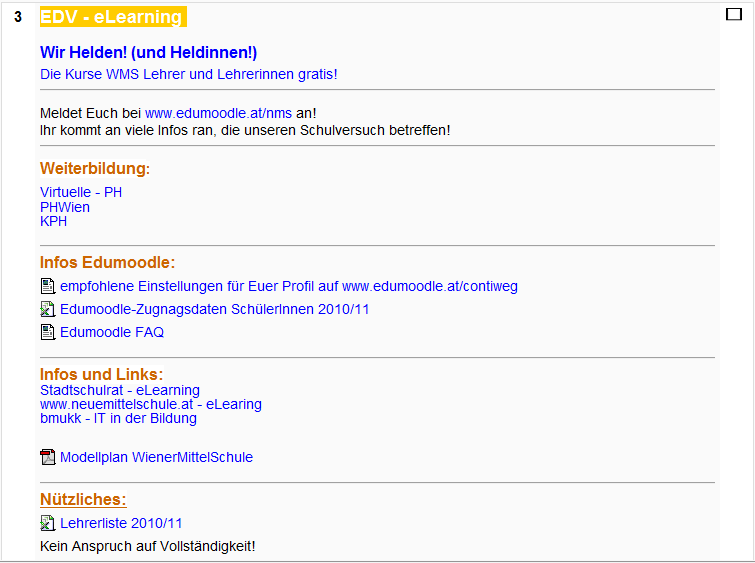 3
EDV - eLearning
Wir Helden! (und Heldinnen!)
Die Kurse WMS Lehrer und Lehrerinnen gratis!
Meldet Euch bei www.edumoodle.at/nms an!
Ihr kommt an viele Infos ran, die unseren Schulversuch betreffen!
Weiterbildung:
Virtuelle - PH
PHWien
KPH
Infos Edumoodle:
empfohlene Einstellungen für Euer Profil auf www.edumoodle.at/contiweg
Edumoodle-Zugnagsdaten SchülerInnen 2010/11
Edumoodle FAQ
Infos und Links:
Stadtschulrat - eLearning
www.neuemittelschule.at - eLearing
bmukk - IT in der Bildung
Modellplan WienerMittelSchule
Nützliches:
Lehrerliste 2010/11
Kein Anspruch auf Vollständigkeit!